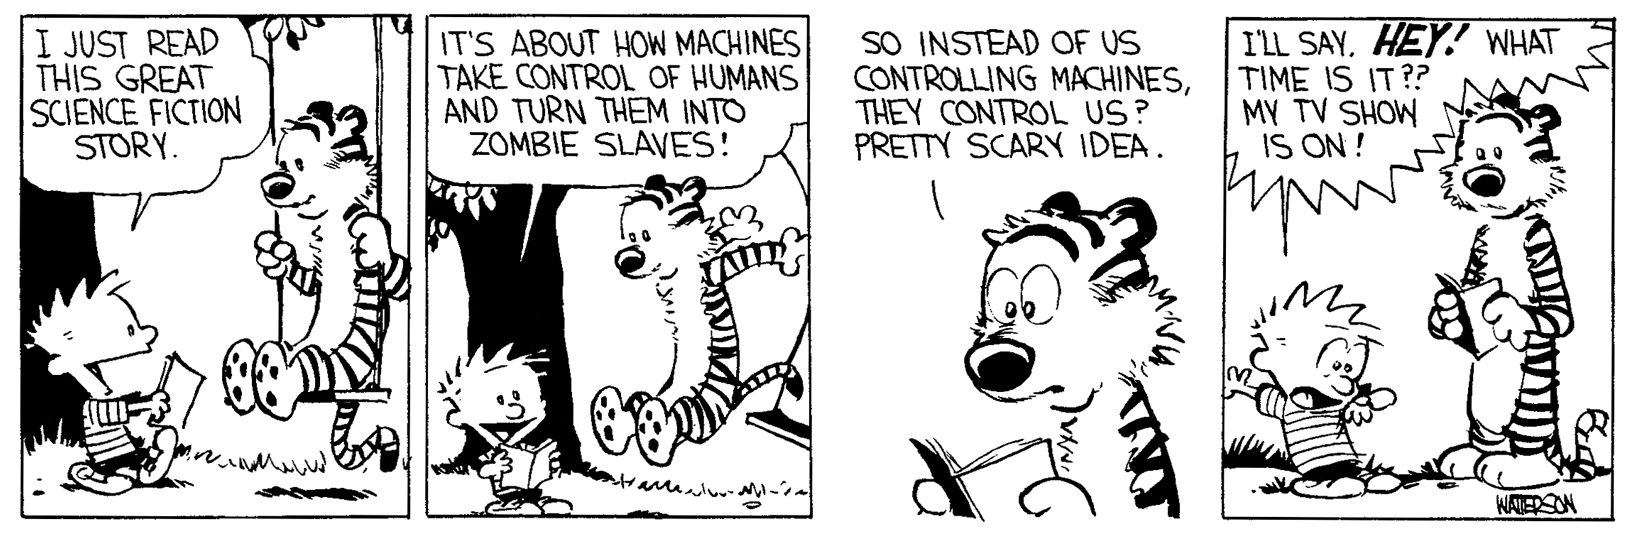 I JUST READ
THIS GREAT
SCIENCE FICTION
STORY.
IT'S ABOUT HOW MACHINES
TAKE CONTROL OF HUMANS
AND TURN THEM INTO
ZOMBIE SLAVES!
SO INSTEAD OF US
CONTROLLING MACHINES,
THEY CONTROL US?
PRETTY SCARY IDEA.
I'LL SAY. HEY! WHAT
TIME IS IT??
MY TV SHOW
IS ON!
WATTERSON